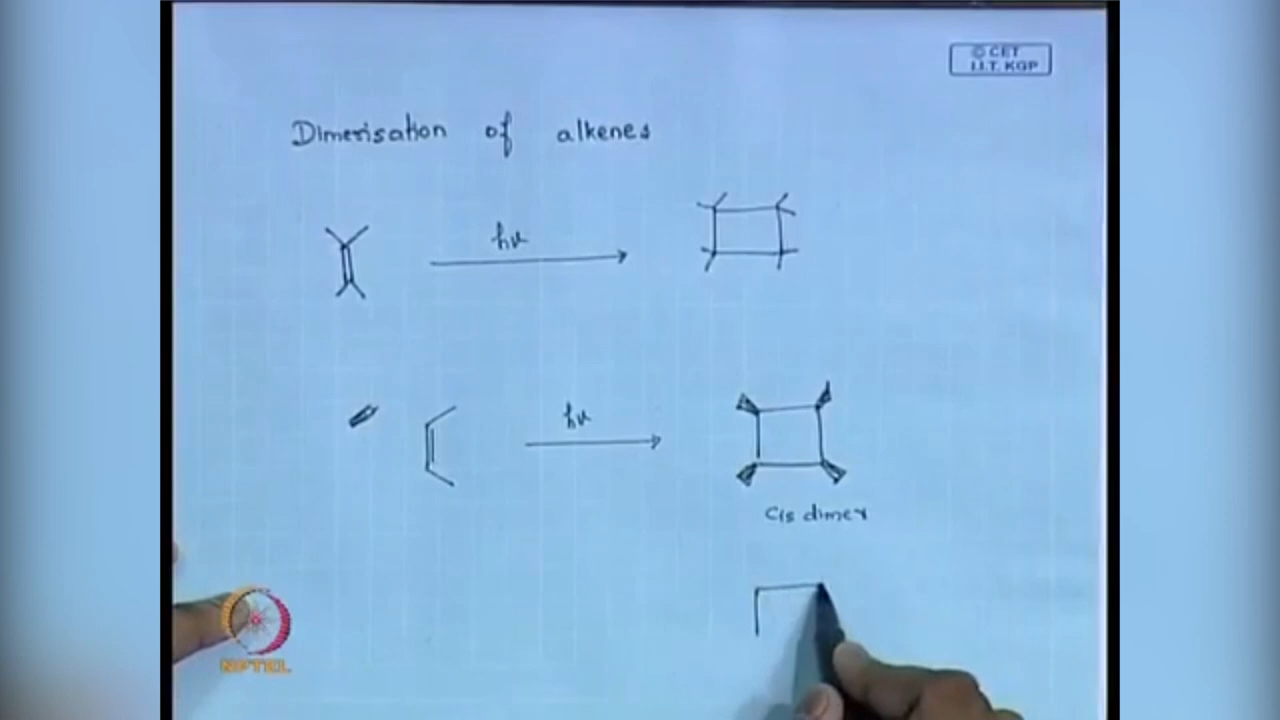 © CET
I.I.T. KGP
Dimerisation of alkenes
hν
hν
Cis dimer
NPTEL